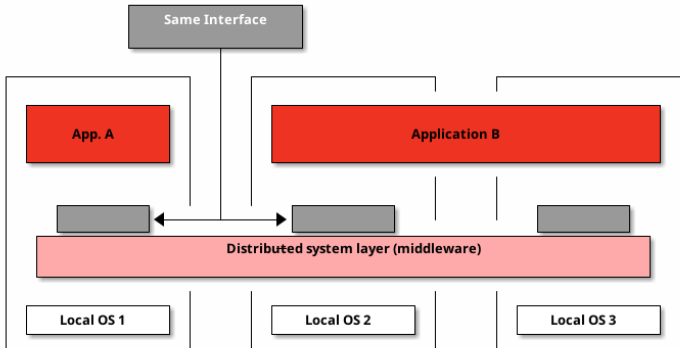 Same Interface
App. A
Application B
Distributed system layer (middleware)
Local OS 1
Local OS 2
Local OS 3